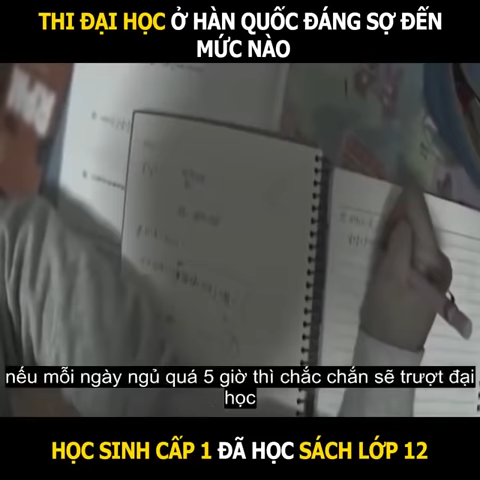 THI ĐẠI HỌC Ở HÀN QUỐC ĐÁNG SỢ ĐẾN
MỨC NÀO
nếu mỗi ngày ngủ quá 5 giờ thì chắc chắn sẽ trượt đại
học
HỌC SINH CẤP 1 ĐÃ HỌC SÁCH LỚP 12